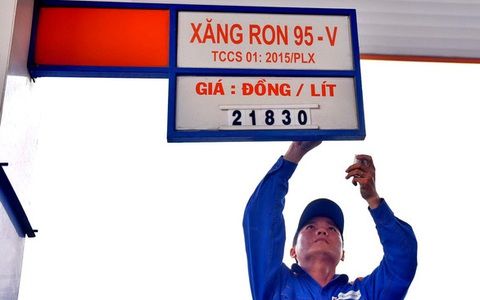 XĂNG RON 95 - V
TCCS 01: 2015/PLX
GIÁ : ĐỒNG / LÍT
21830